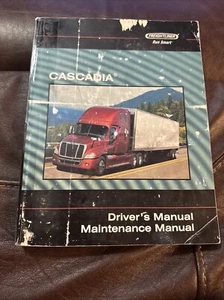 FREIGHTLINER
Run Smart
CASCADIA
Driver's Manual
Maintenance Manual